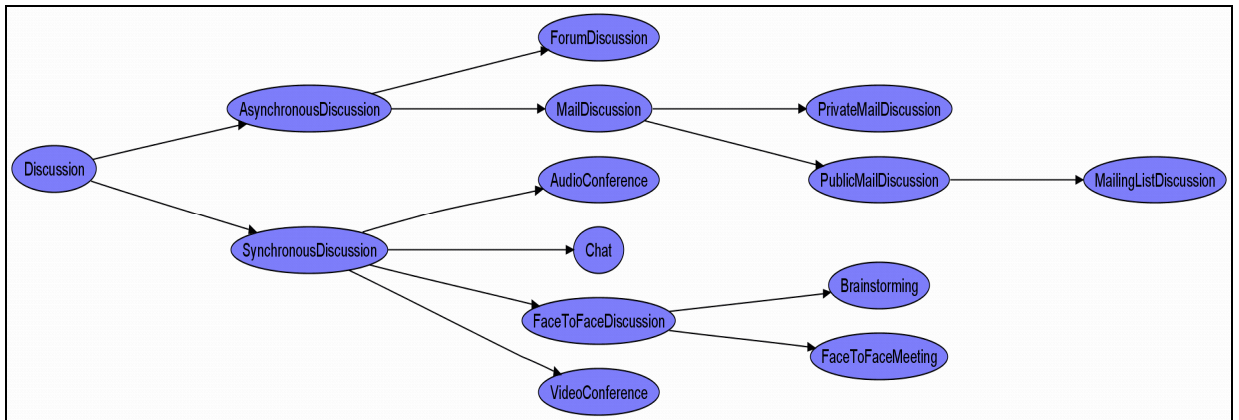 ForumDiscussion
AsynchronousDiscussion
MailDiscussion
PrivateMailDiscussion
Discussion
AudioConference
PublicMailDiscussion
MailingListDiscussion
SynchronousDiscussion
Chat
Brainstorming
FaceToFaceDiscussion
FaceToFaceMeeting
VideoConference